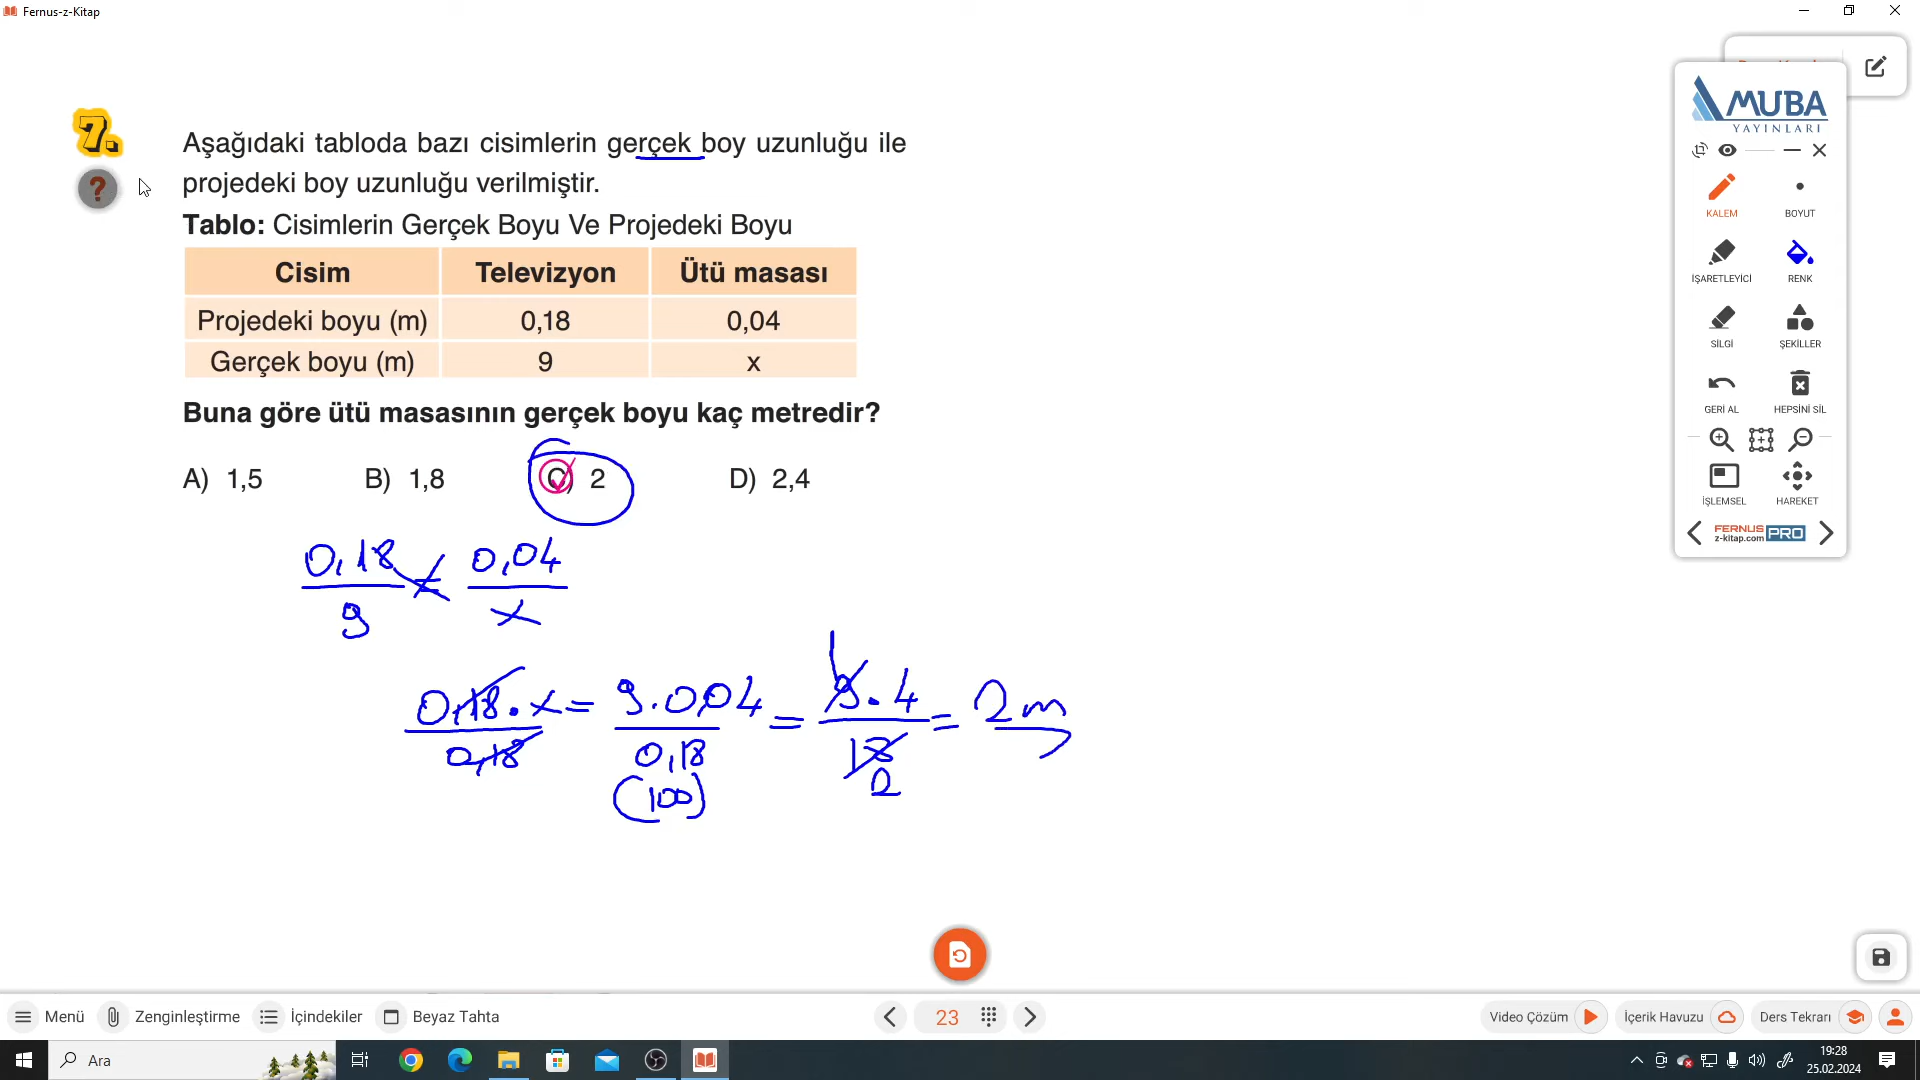 Fernus-z-Kitap
7.
?
Aşağıdaki tabloda bazı cisimlerin gerçek boy uzunluğu ile
projedeki boy uzunluğu verilmiştir.
Tablo: Cisimlerin Gerçek Boyu Ve Projedeki Boyu
Cisim Televizyon Ütü masası
Projedeki boyu (m) 0,18 0,04
Gerçek boyu (m) 9 x
Buna göre ütü masasının gerçek boyu kaç metredir?
A) 1,5 B) 1,8 C) 2 D) 2,4
0,18 = 0,04
9 x
0,18 . x = 9.0,04 = 9.4 = 2m
0,18 0,18 18
(100) 2
1
MUBA
YAYINLARI
KALEM BOYUT
İŞARETLEYİCİ RENK
SİLGİ ŞEKİLLER
GERİ AL HEPSİNİ SİL
İŞLEMSEL HAREKET
FERNUS
z-kitap.com PRO
Menü Zenginleştirme İçindekiler Beyaz Tahta 23 Video Çözüm İçerik Havuzu Ders Tekrarı
Ara
19:28
25.02.2024